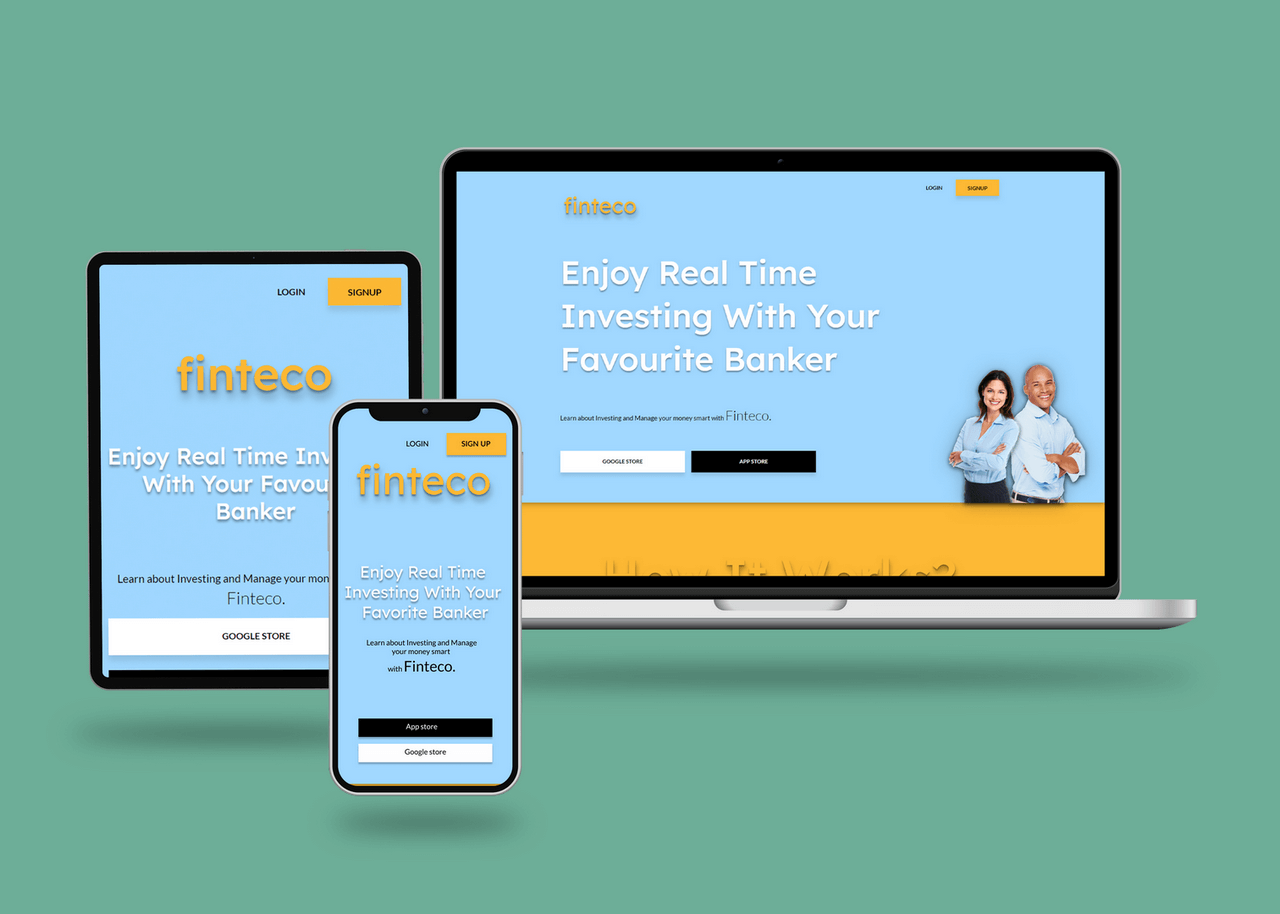 LOGIN SIGNUP
finteco
Enjoy Real Time
Investing With Your
Favourite Banker
Learn about Investing and Manage your money smart with Finteco.
GOOGLE STORE APP STORE
How It Works?
LOGIN SIGNUP
finteco
Enjoy Real Time Inv
With Your Favou
Banker
Learn about Investing and Manage your mon
Finteco.
GOOGLE STORE
LOGIN SIGN UP
finteco
Enjoy Real Time
Investing With Your
Favorite Banker
Learn about Investing and Manage
your money smart
with Finteco.
App store
Google store